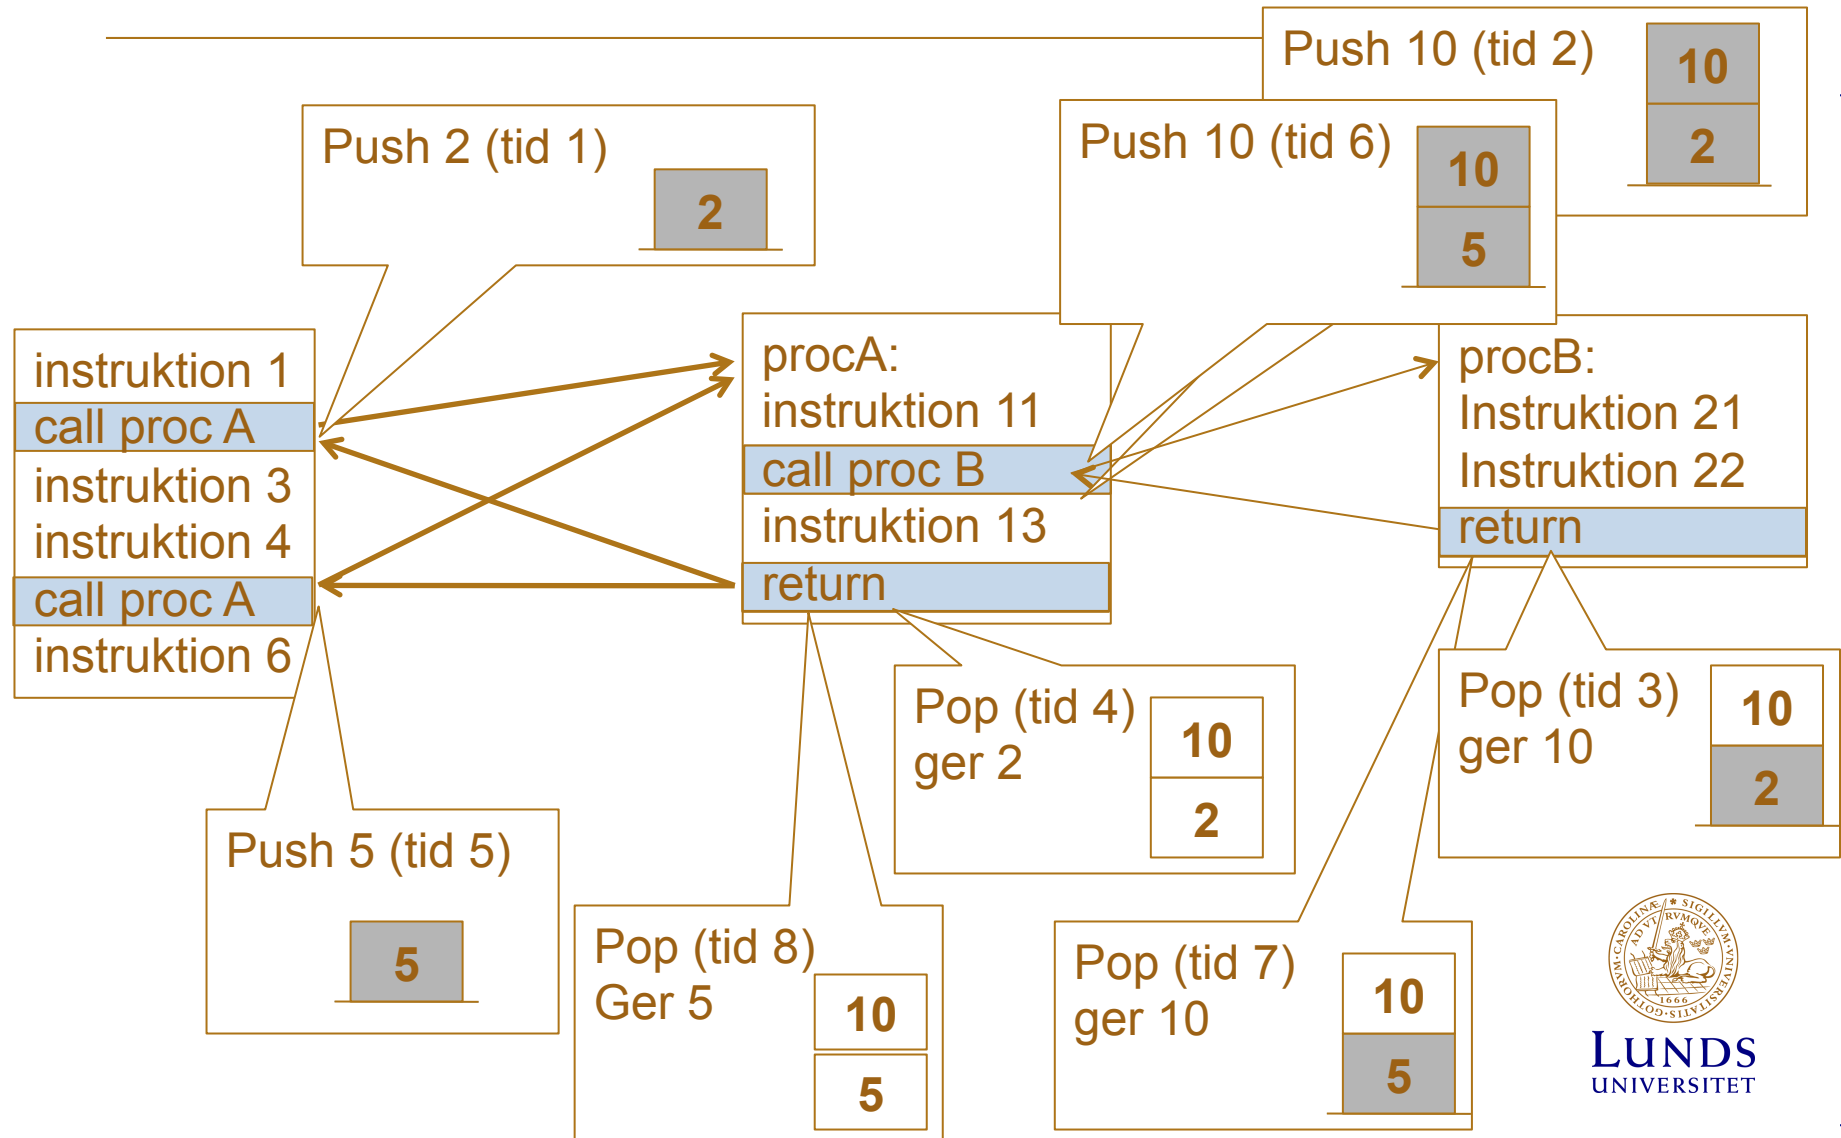 Push 10 (tid 2)
10
2
Push 2 (tid 1)
2
Push 10 (tid 6)
10
5
instruktion 1
call proc A
instruktion 3
instruktion 4
call proc A
instruktion 6
procA:
instruktion 11
call proc B
instruktion 13
return
procB:
Instruktion 21
Instruktion 22
return
Pop (tid 4)
ger 2
10
2
Pop (tid 3)
ger 10
10
2
Push 5 (tid 5)
5
Pop (tid 8)
Ger 5
10
5
Pop (tid 7)
ger 10
10
5
1666
LUNDS
UNIVERSITET